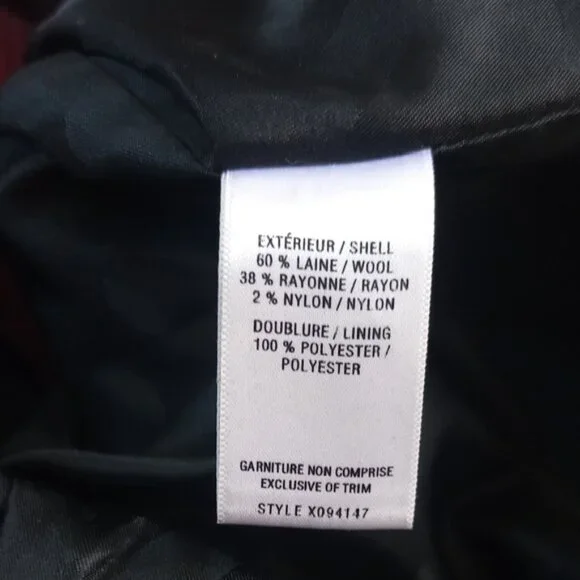 EXTÉRIEUR / SHELL
60 % LAINE / WOOL
38 % RAYONNE / RAYON
2 % NYLON / NYLON
DOUBLURE / LINING
100 % POLYESTER /
POLYESTER
GARNITURE NON COMPRISE
EXCLUSIVE OF TRIM
STYLE X094147